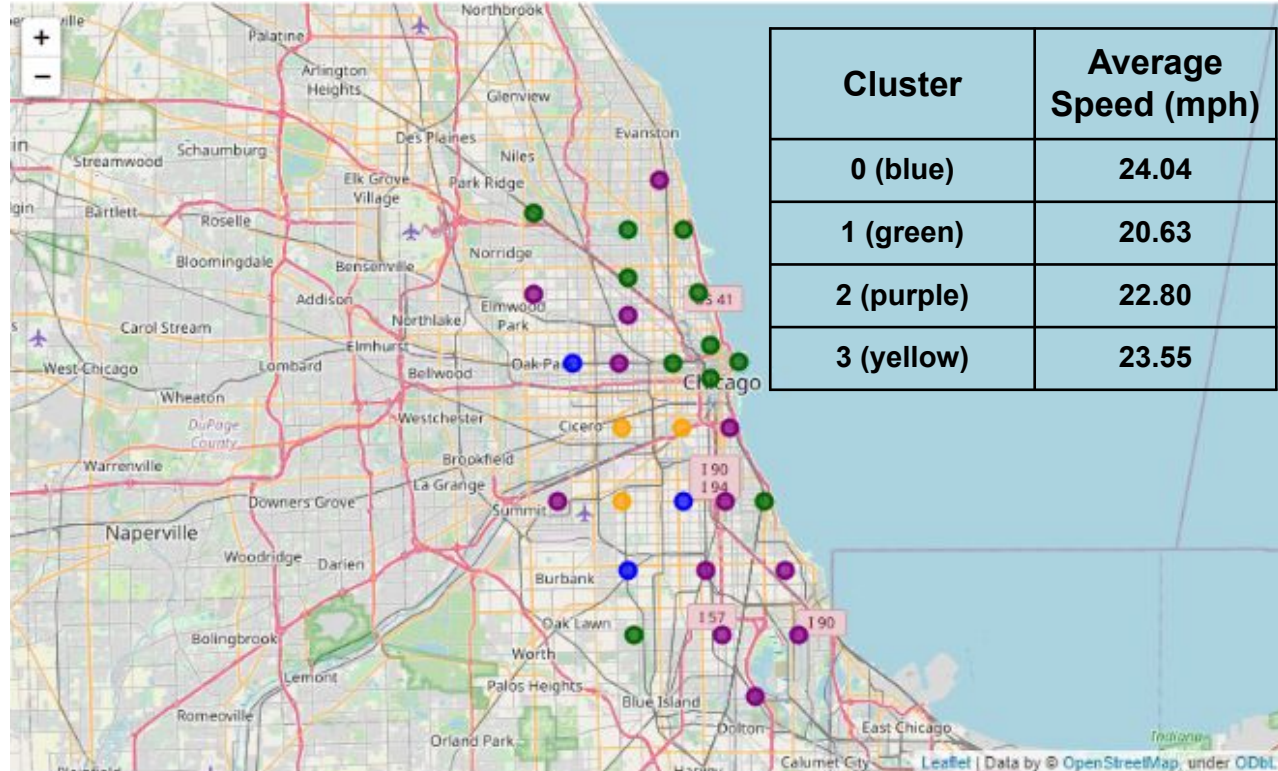 Northbrook
Palatine
Arlington
Heights
Glenview
Evanston
Des Plaines
Niles
Schaumburg
Streamwood
Elk Grove
Village
Park Ridge
Bartlett
Roselle
Norridge
Bloomingdale
Bensenville
Addison
Elmwood
Park
41
Northlake
Carol Stream
Elmhurst
West Chicago
Lombard
Bellwood
Chicago
Wheaton
Westchester
Cicero
DuPage
County
Brookfield
Warrenville
La Grange
I 90
I 94
Downers Grove
Summit
Naperville
Woodridge
Darien
Burbank
Oak Lawn
I 57
I 90
Bolingbrook
Worth
Lemont
Palos Heights
Blue Island
Romeoville
Dolton
East Chicago
Orland Park
Indiana
Calumet City
+
−
Cluster
Average
Speed (mph)
0 (blue)
24.04
1 (green)
20.63
2 (purple)
22.80
3 (yellow)
23.55
Leaflet | Data by © OpenStreetMap, under ODbL